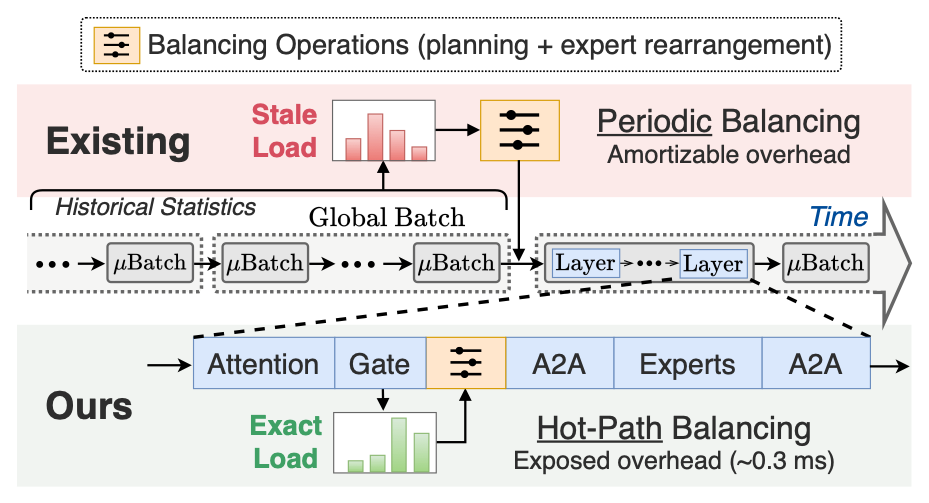 Balancing Operations (planning + expert rearrangement)
Existing
Stale
Load
Periodic Balancing
Amortizable overhead
Historical Statistics
Global Batch
Time
••• μBatch μBatch ••• μBatch Layer ••• Layer μBatch
Attention Gate A2A Experts A2A
Ours
Exact
Load
Hot-Path Balancing
Exposed overhead (~0.3 ms)